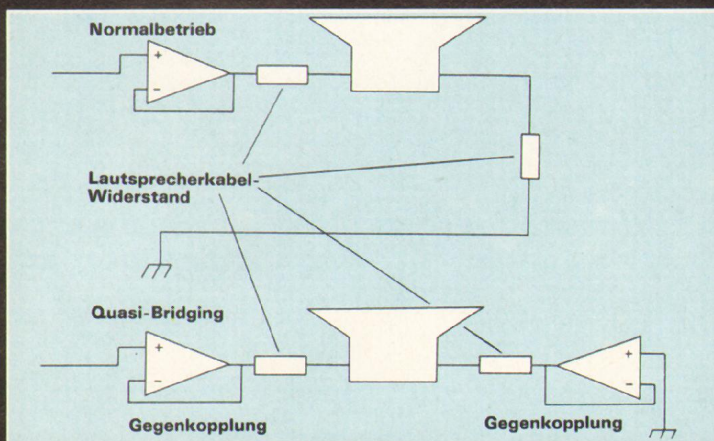 Normalbetrieb
+
−
Lautsprecherkabel-
Widerstand
Quasi-Bridging
+
−
+
−
Gegenkopplung
Gegenkopplung